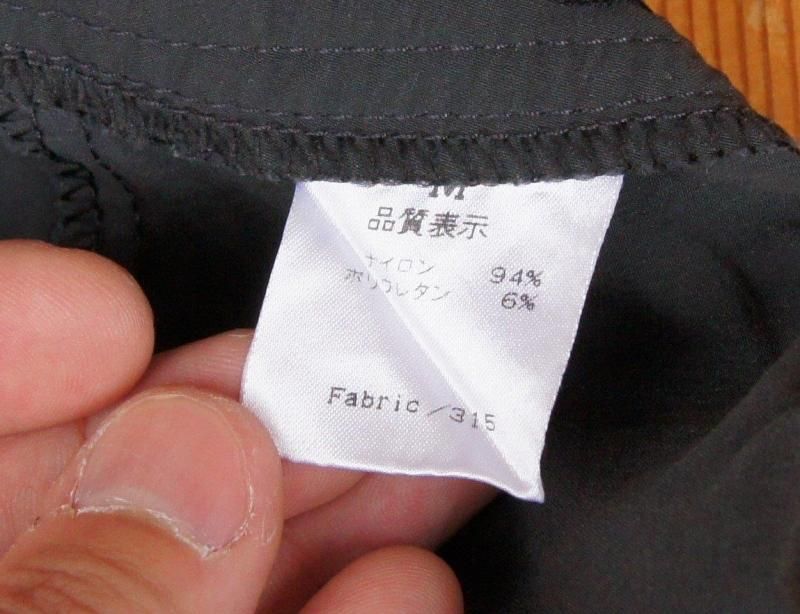 M
品質表示
ナイロン 94%
ポリウレタン 6%
Fabric／315